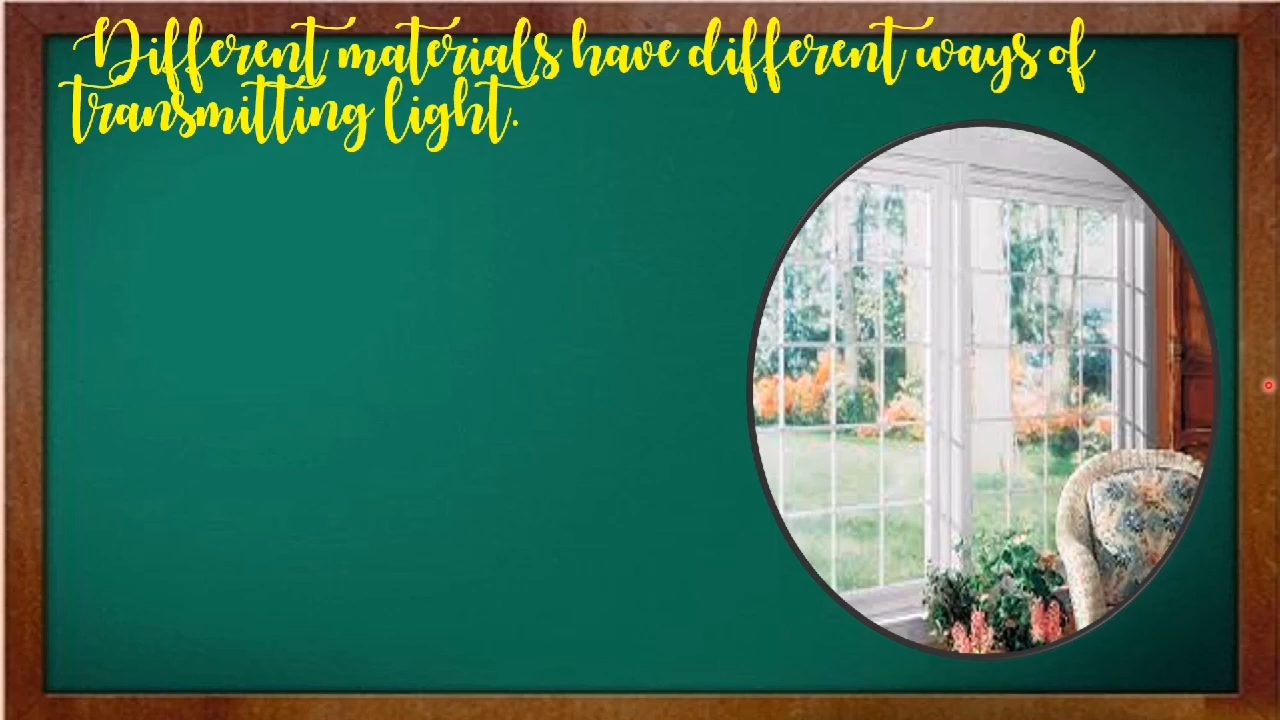 Different materials have different ways of
transmitting light.